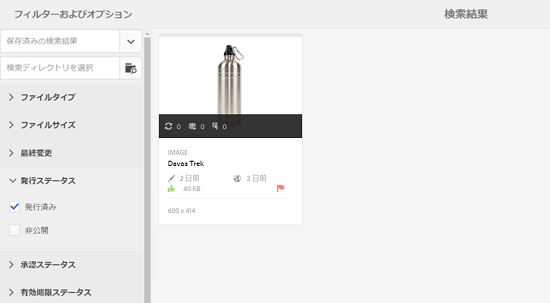 フィルターおよびオプション
検索結果
保存済みの検索結果
検索ディレクトリを選択
ファイルタイプ
ファイルサイズ
最終変更
発行ステータス
発行済み
非公開
承認ステータス
有効期限ステータス
0 0 0
IMAGE
Davos Trek
2 日前 2 日前
40 KB
600 x 414